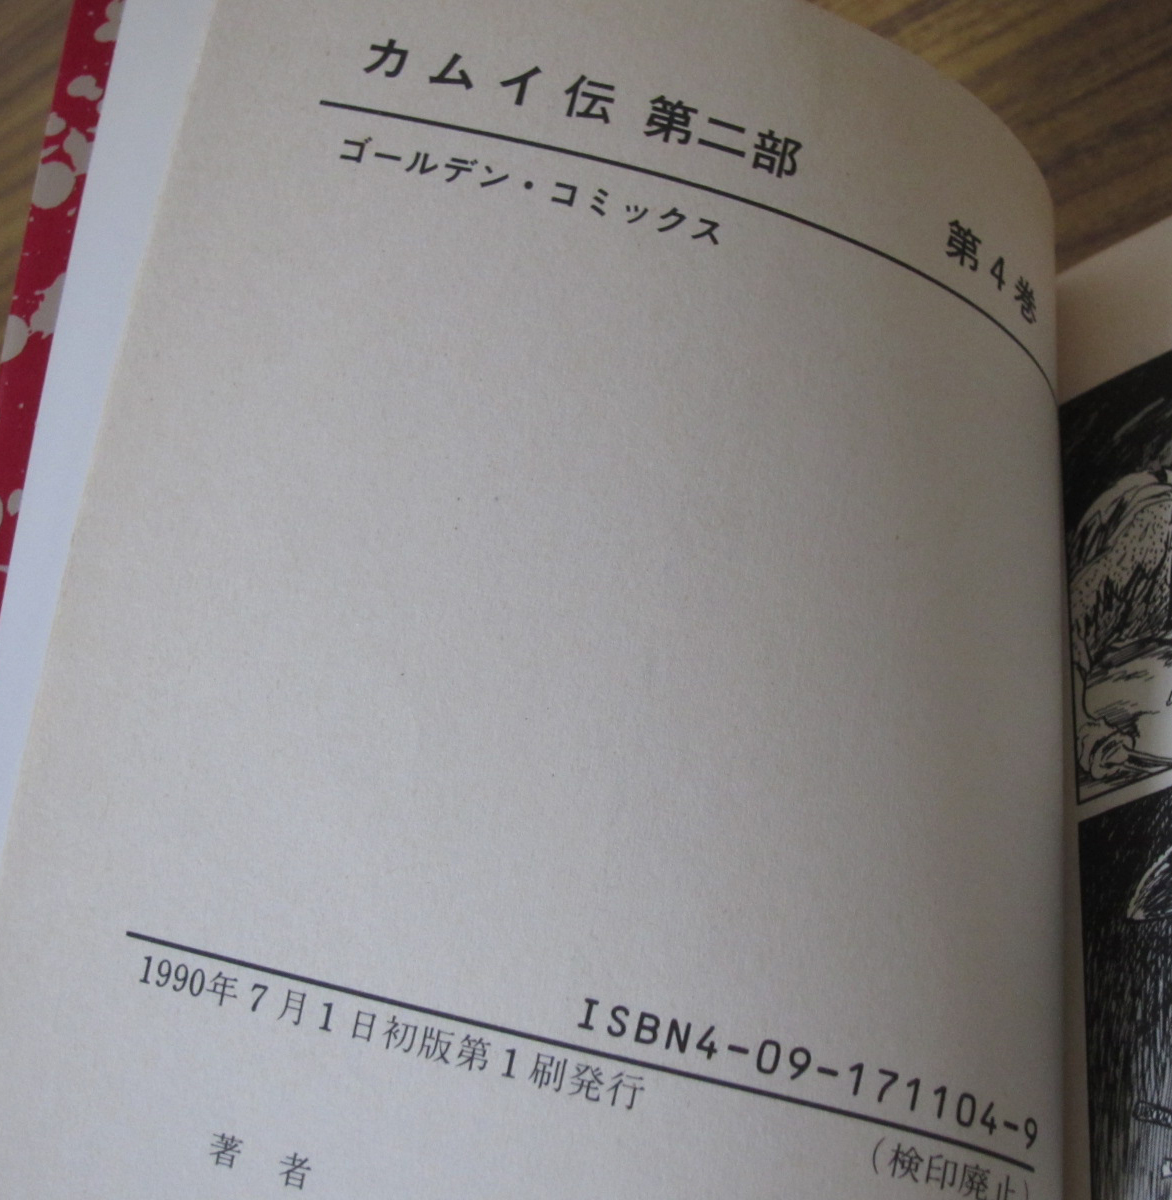 カムイ伝 第二部
第4巻
ゴールデン・コミックス
ISBN4-09-171104-9
1990年7月1日初版第1刷発行
(検印廃止)
著 者